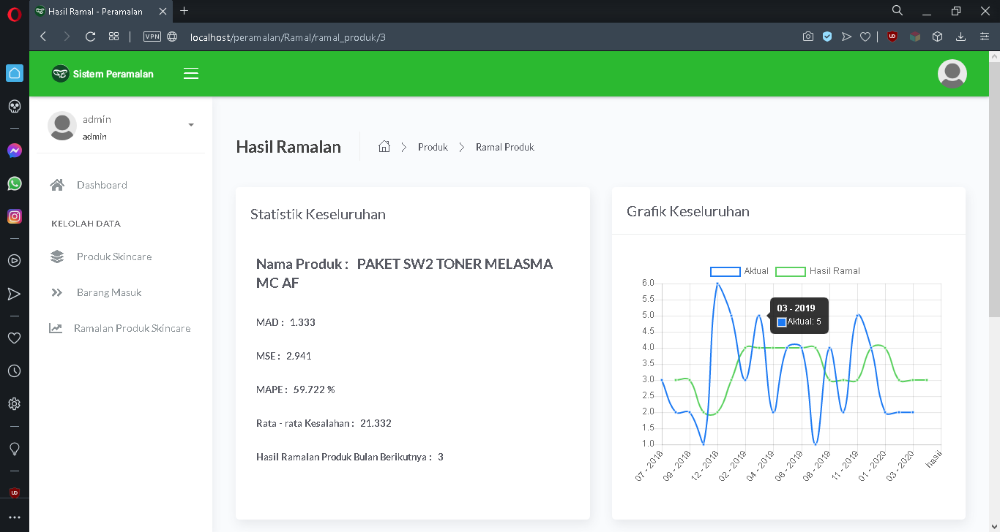 Hasil Ramal - Peramalan
VPN
localhost/peramalan/Ramal/ramal_produk/3
Sistem Peramalan
admin
admin
Dashboard
KELOLAH DATA
Produk Skincare
Barang Masuk
Ramalan Produk Skincare
Hasil Ramalan
Produk
Ramal Produk
Statistik Keseluruhan
Nama Produk : PAKET SW2 TONER MELASMA
MC AF
MAD : 1.333
MSE : 2.941
MAPE : 59.722 %
Rata - rata Kesalahan : 21.332
Hasil Ramalan Produk Bulan Berikutnya : 3
Grafik Keseluruhan
Aktual
Hasil Ramal
6.0
5.5
5.0
4.5
4.0
3.5
3.0
2.5
2.0
1.5
1.0
03 - 2019
Aktual: 5
07 - 2018
09 - 2018
12 - 2018
02 - 2019
04 - 2019
06 - 2019
08 - 2019
11 - 2019
01 - 2020
03 - 2020
hasil